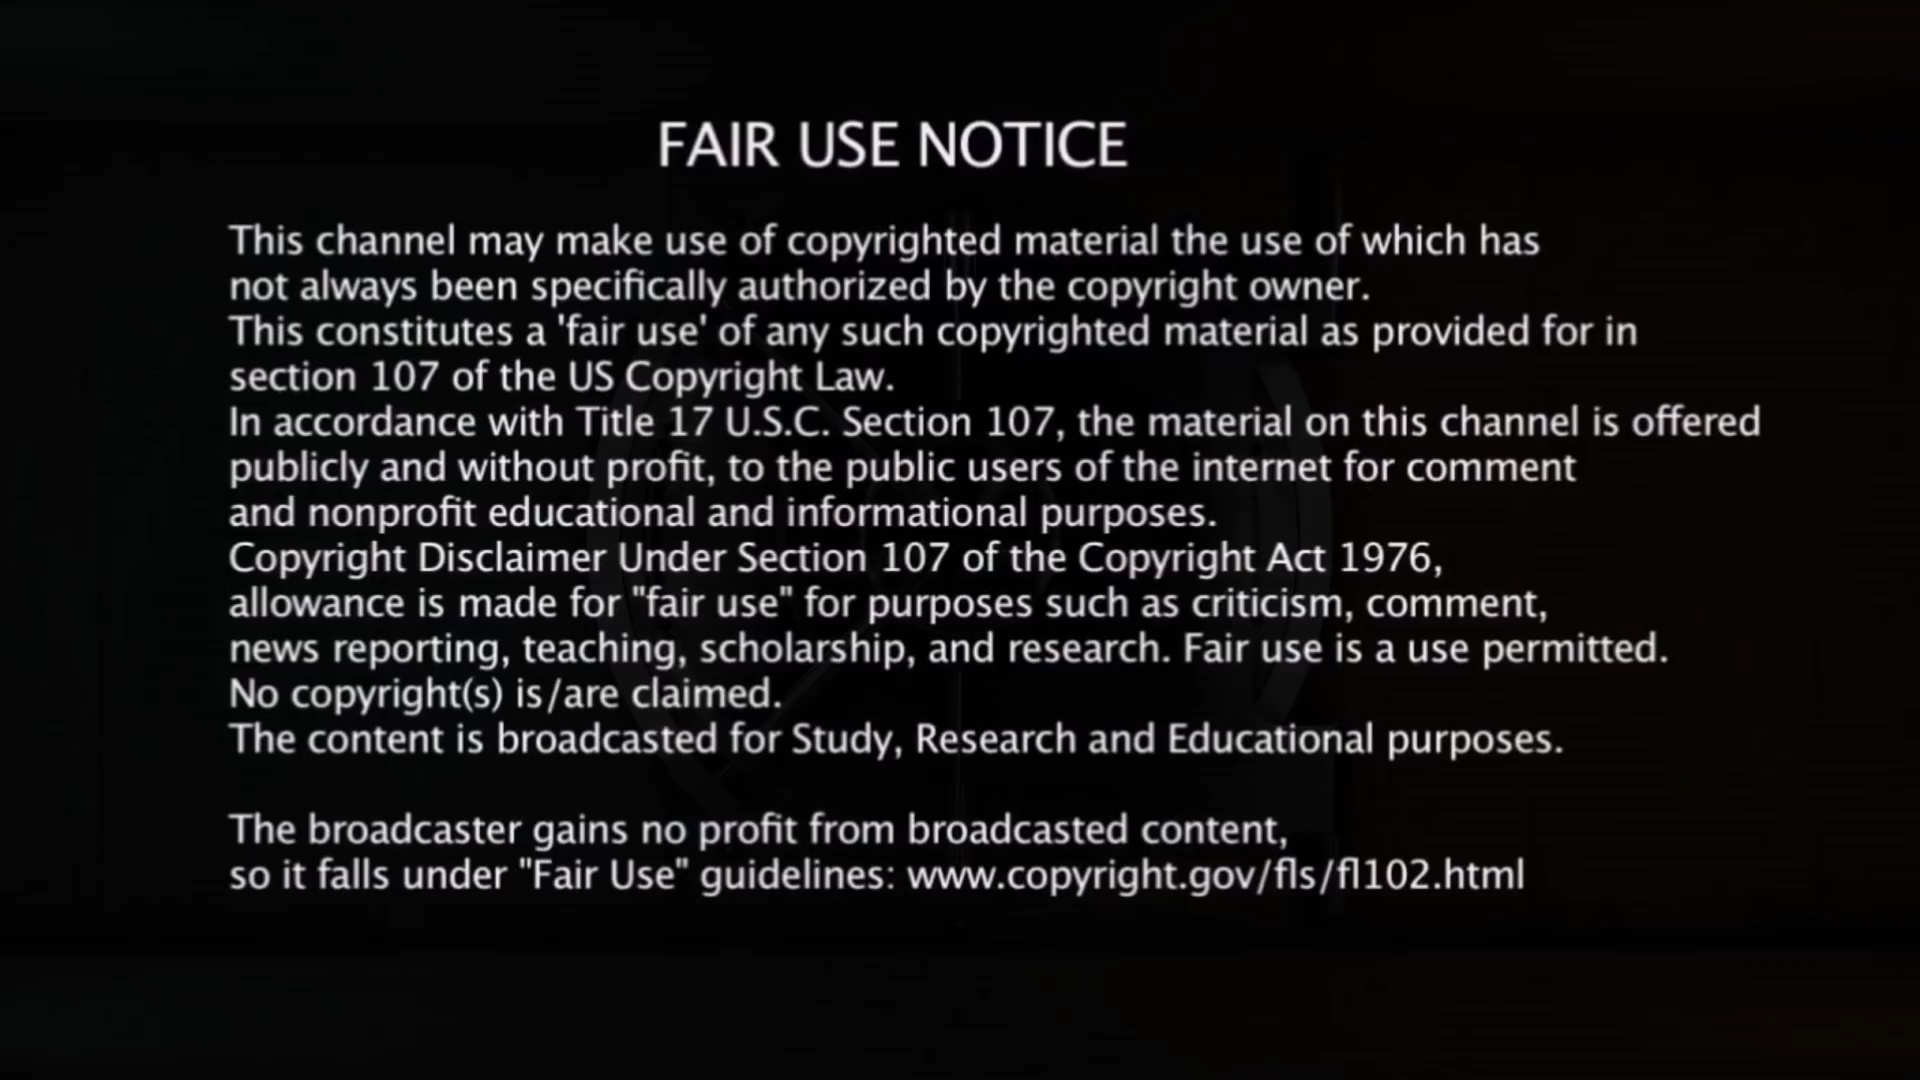 FAIR USE NOTICE
This channel may make use of copyrighted material the use of which has
not always been specifically authorized by the copyright owner.
This constitutes a 'fair use' of any such copyrighted material as provided for in
section 107 of the US Copyright Law.
In accordance with Title 17 U.S.C. Section 107, the material on this channel is offered
publicly and without profit, to the public users of the internet for comment
and nonprofit educational and informational purposes.
Copyright Disclaimer Under Section 107 of the Copyright Act 1976,
allowance is made for "fair use" for purposes such as criticism, comment,
news reporting, teaching, scholarship, and research. Fair use is a use permitted.
No copyright(s) is/are claimed.
The content is broadcasted for Study, Research and Educational purposes.
The broadcaster gains no profit from broadcasted content,
so it falls under "Fair Use" guidelines: www.copyright.gov/fls/fl102.html